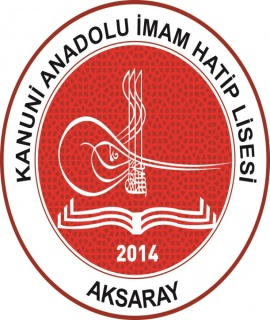 KANUNİ ANADOLU İMAM HATİP LİSESİ
2014
AKSARAY